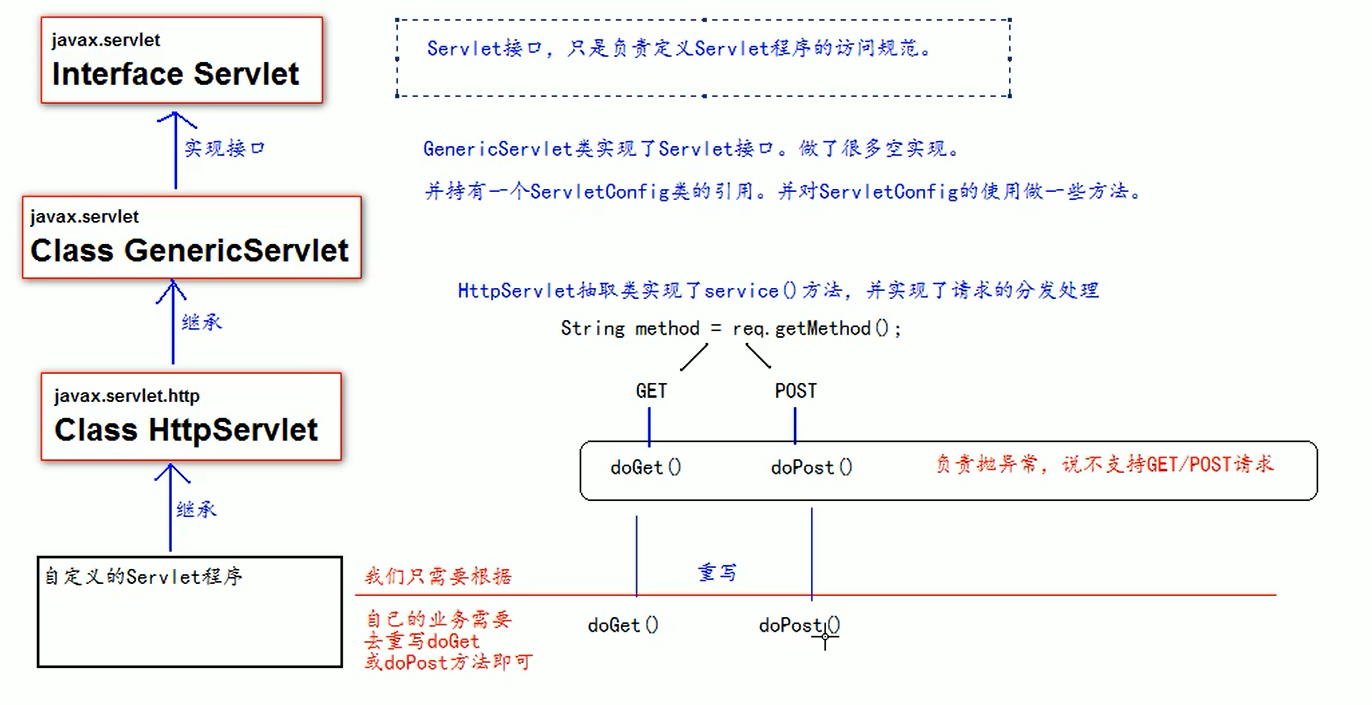 javax.servlet
Interface Servlet
Servlet接口，只是负责定义Servlet程序的访问规范。
实现接口
GenericServlet类实现了Servlet接口。做了很多空实现。
并持有一个ServletConfig类的引用。并对ServletConfig的使用做一些方法。
javax.servlet
Class GenericServlet
继承
HttpServlet抽取类实现了service()方法，并实现了请求的分发处理
String method = req.getMethod();
GET
POST
javax.servlet.http
Class HttpServlet
doGet()
doPost()
负责抛异常，说不支持GET/POST请求
继承
自定义的Servlet程序
我们只需要根据
重写
自己的业务需要
去重写doGet
或doPost方法即可
doGet()
doPost()